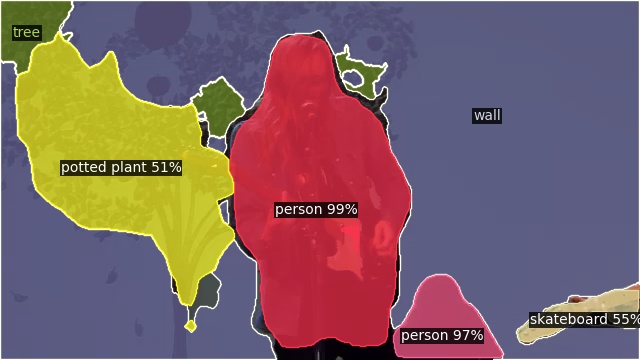 tree
wall
potted plant 51%
person 99%
skateboard 55%
person 97%